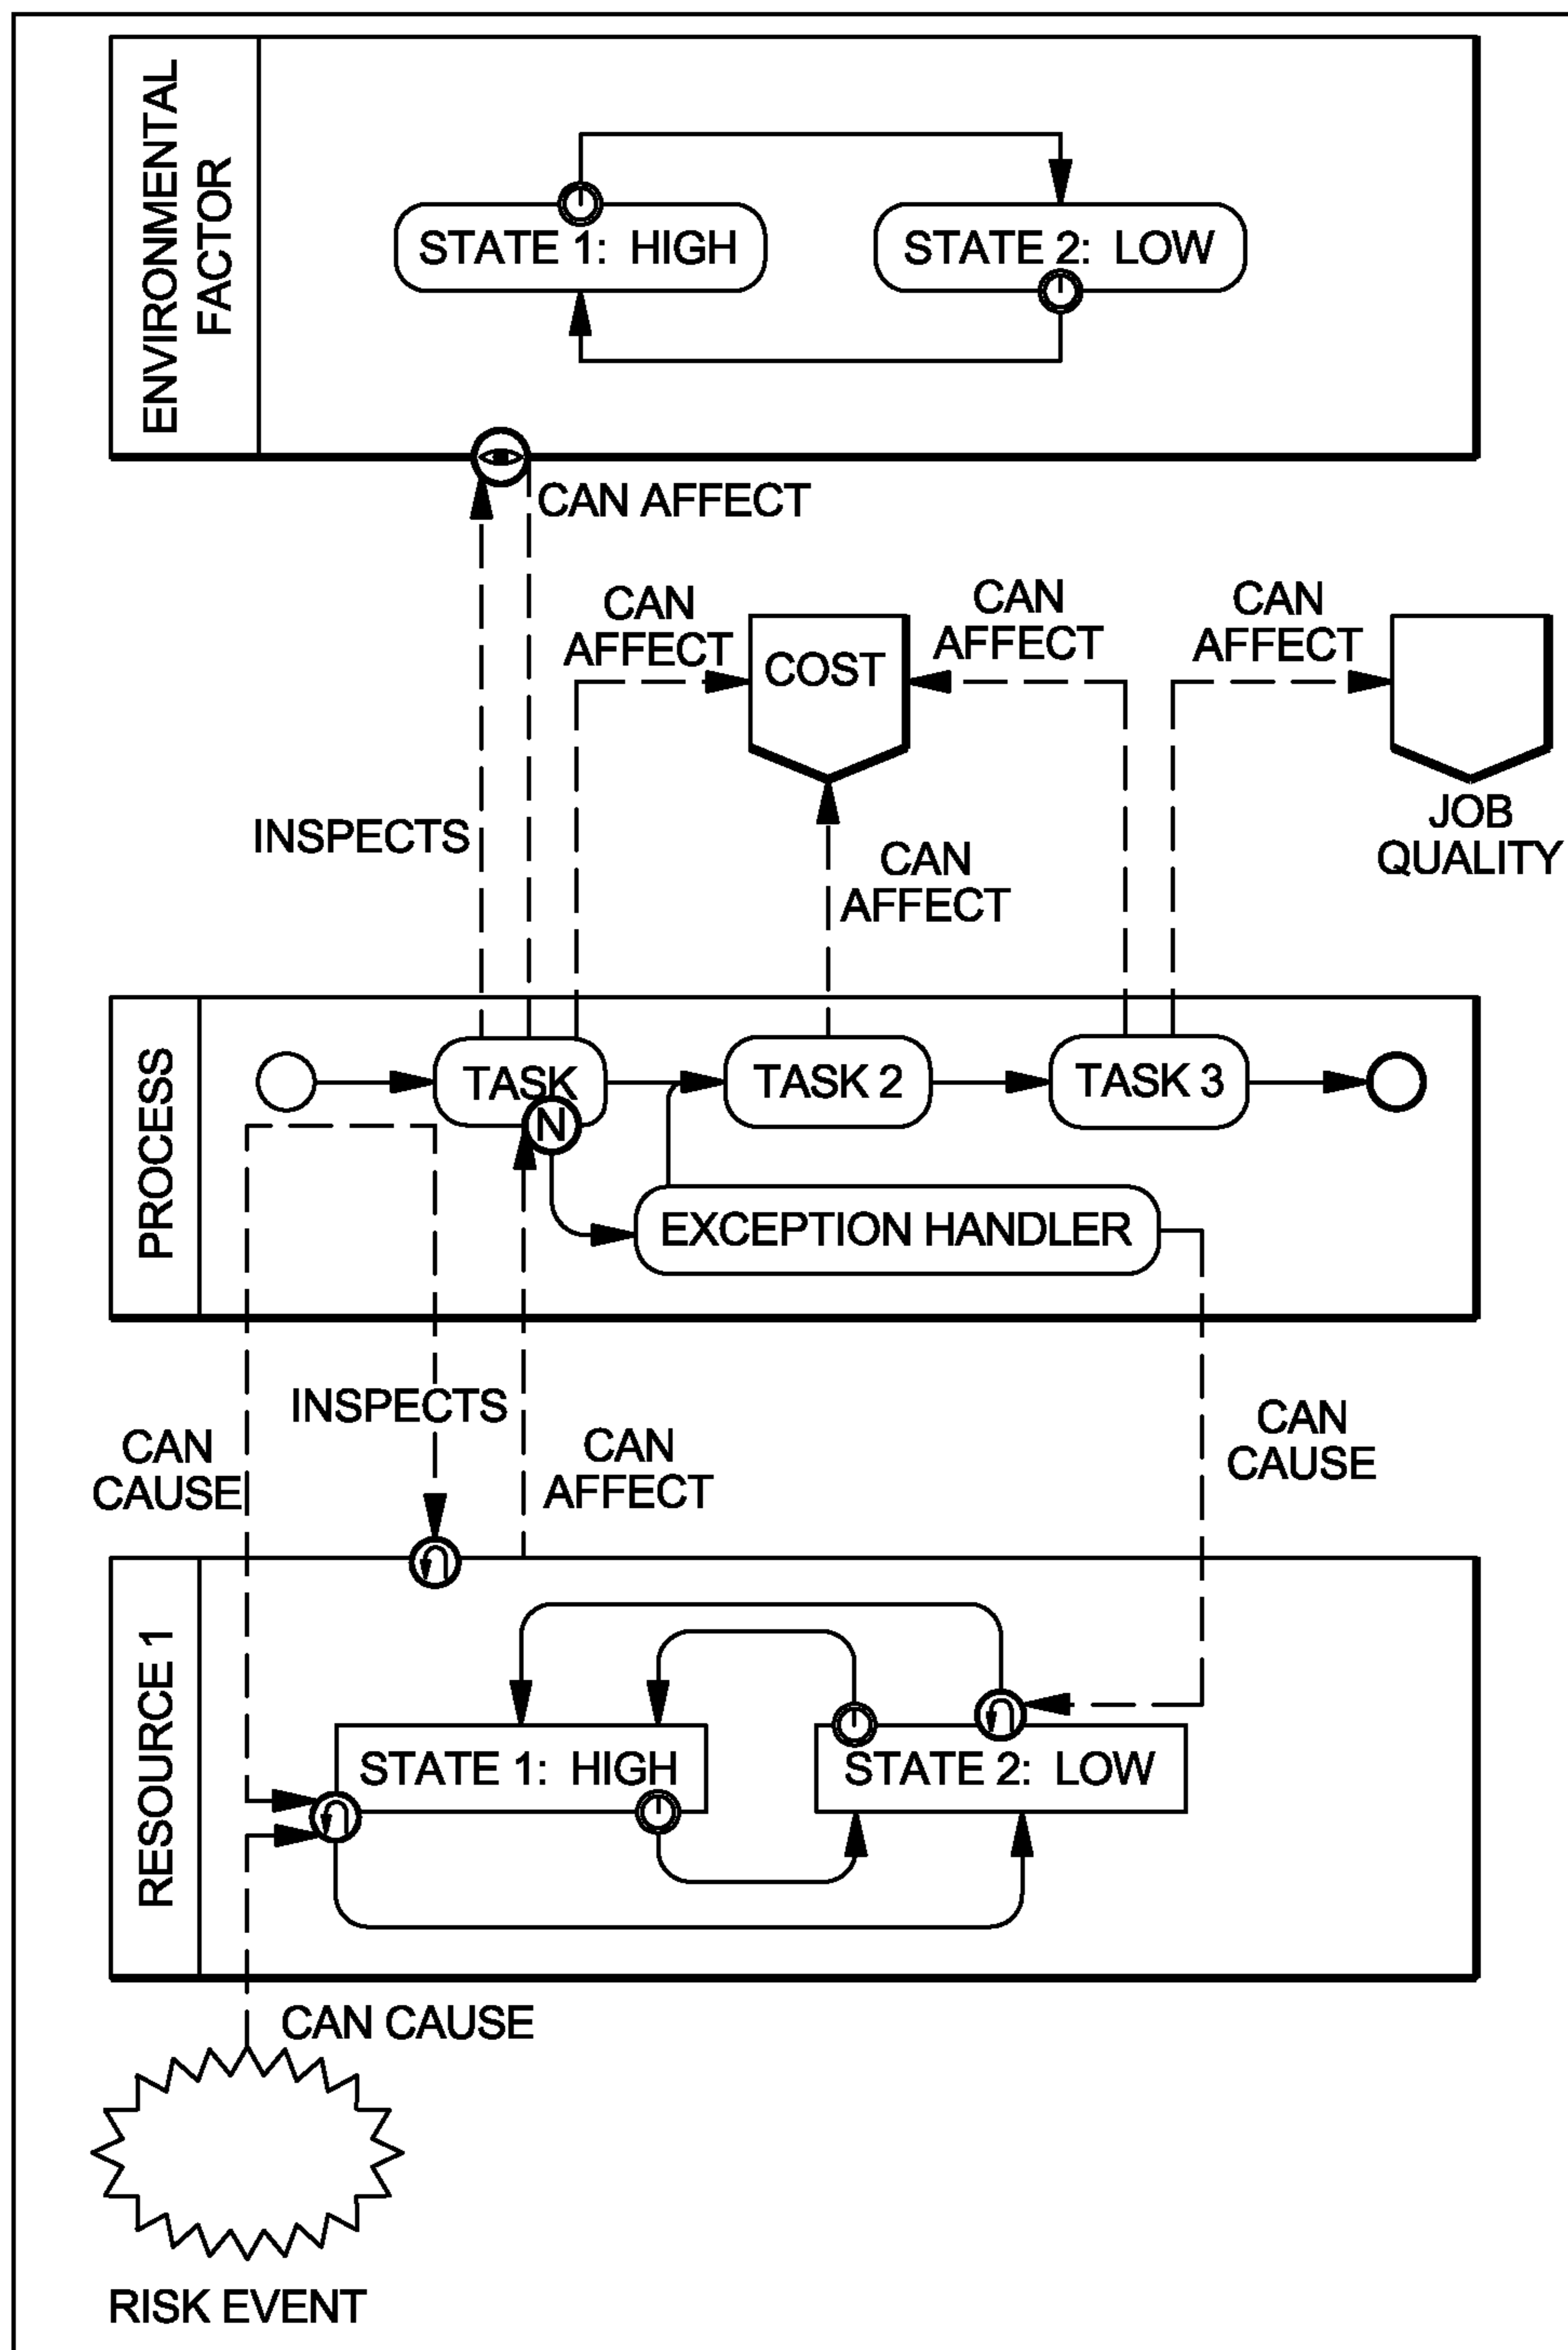 ENVIRONMENTAL
FACTOR
STATE 1: HIGH
STATE 2: LOW
CAN AFFECT
CAN
AFFECT
COST
CAN
AFFECT
CAN
AFFECT
INSPECTS
CAN
AFFECT
JOB
QUALITY
PROCESS
TASK
N
TASK 2
TASK 3
EXCEPTION HANDLER
INSPECTS
CAN
CAUSE
CAN
AFFECT
CAN
CAUSE
RESOURCE 1
STATE 1: HIGH
STATE 2: LOW
CAN CAUSE
RISK EVENT